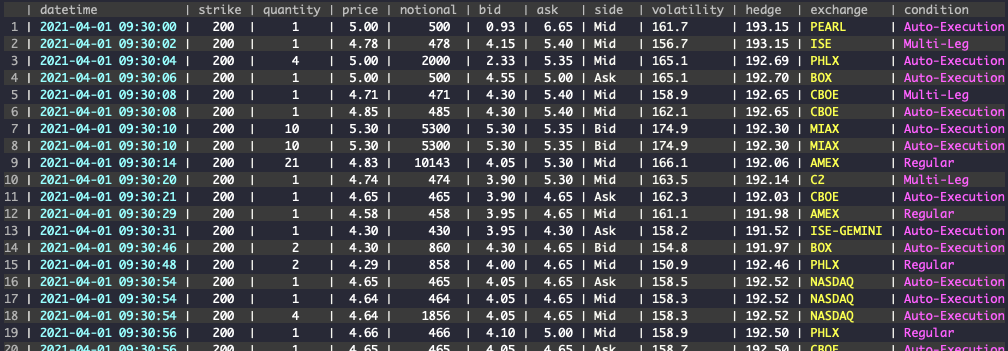 | datetime | strike | quantity | price | notional | bid | ask | side | volatility | hedge | exchange | condition
1 | 2021-04-01 09:30:00 | 200 | 1 | 5.00 | 500 | 0.93 | 6.65 | Mid | 161.7 | 193.15 | PEARL | Auto-Execution
2 | 2021-04-01 09:30:02 | 200 | 1 | 4.78 | 478 | 4.15 | 5.40 | Mid | 156.7 | 193.15 | ISE | Multi-Leg
3 | 2021-04-01 09:30:04 | 200 | 4 | 5.00 | 2000 | 2.33 | 5.35 | Mid | 165.1 | 192.69 | PHLX | Auto-Execution
4 | 2021-04-01 09:30:06 | 200 | 1 | 5.00 | 500 | 4.55 | 5.00 | Ask | 165.1 | 192.70 | BOX | Auto-Execution
5 | 2021-04-01 09:30:08 | 200 | 1 | 4.71 | 471 | 4.30 | 5.40 | Mid | 158.9 | 192.65 | CBOE | Multi-Leg
6 | 2021-04-01 09:30:08 | 200 | 1 | 4.85 | 485 | 4.30 | 5.40 | Mid | 162.1 | 192.65 | CBOE | Auto-Execution
7 | 2021-04-01 09:30:10 | 200 | 10 | 5.30 | 5300 | 5.30 | 5.35 | Bid | 174.9 | 192.30 | MIAX | Auto-Execution
8 | 2021-04-01 09:30:10 | 200 | 10 | 5.30 | 5300 | 5.30 | 5.35 | Bid | 174.9 | 192.30 | MIAX | Auto-Execution
9 | 2021-04-01 09:30:14 | 200 | 21 | 4.83 | 10143 | 4.05 | 5.30 | Mid | 166.1 | 192.06 | AMEX | Regular
10 | 2021-04-01 09:30:20 | 200 | 1 | 4.74 | 474 | 3.90 | 5.30 | Mid | 163.5 | 192.14 | C2 | Multi-Leg
11 | 2021-04-01 09:30:21 | 200 | 1 | 4.65 | 465 | 3.90 | 4.65 | Ask | 162.3 | 192.03 | CBOE | Auto-Execution
12 | 2021-04-01 09:30:29 | 200 | 1 | 4.58 | 458 | 3.95 | 4.65 | Mid | 161.1 | 191.98 | AMEX | Regular
13 | 2021-04-01 09:30:31 | 200 | 1 | 4.30 | 430 | 3.95 | 4.30 | Ask | 158.2 | 191.52 | ISE-GEMINI | Auto-Execution
14 | 2021-04-01 09:30:46 | 200 | 2 | 4.30 | 860 | 4.30 | 4.65 | Bid | 154.8 | 191.97 | BOX | Auto-Execution
15 | 2021-04-01 09:30:48 | 200 | 2 | 4.29 | 858 | 4.00 | 4.65 | Mid | 150.9 | 192.46 | PHLX | Regular
16 | 2021-04-01 09:30:54 | 200 | 1 | 4.65 | 465 | 4.05 | 4.65 | Ask | 158.5 | 192.52 | NASDAQ | Auto-Execution
17 | 2021-04-01 09:30:54 | 200 | 1 | 4.64 | 464 | 4.05 | 4.65 | Mid | 158.3 | 192.52 | NASDAQ | Auto-Execution
18 | 2021-04-01 09:30:54 | 200 | 4 | 4.64 | 1856 | 4.05 | 4.65 | Mid | 158.3 | 192.52 | NASDAQ | Auto-Execution
19 | 2021-04-01 09:30:56 | 200 | 1 | 4.66 | 466 | 4.10 | 5.00 | Mid | 158.9 | 192.50 | PHLX | Regular
20 | 2021-04-01 09:30:56 | 200 | 1 | 4.65 | 465 | 4.05 | 4.65 | Ask | 158.7 | 192.50 | CBOE | Auto-Execution